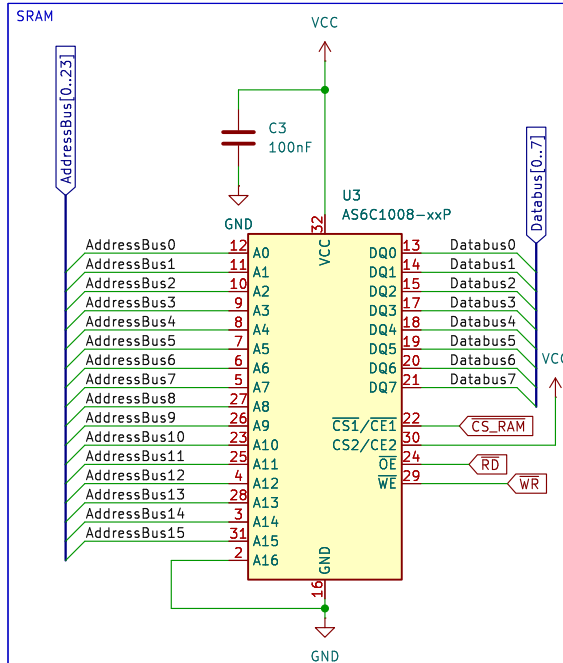 SRAM
VCC
AddressBus[0..23]
C3
100nF
GND
Databus[0..7]
U3
AS6C1008-xxP
32
VCC
AddressBus0 12 A0 DQ0 13 Databus0
AddressBus1 11 A1 DQ1 14 Databus1
AddressBus2 10 A2 DQ2 15 Databus2
AddressBus3 9 A3 DQ3 17 Databus3
AddressBus4 8 A4 DQ4 18 Databus4
AddressBus5 7 A5 DQ5 19 Databus5
AddressBus6 6 A6 DQ6 20 Databus6
VCC
AddressBus7 5 A7 DQ7 21 Databus7
AddressBus8 27 A8
AddressBus9 26 A9 CS1/CE1 22 CS_RAM
AddressBus10 23 A10 CS2/CE2 30
AddressBus11 25 A11 OE 24 RD
AddressBus12 4 A12 WE 29 WR
AddressBus13 28 A13
AddressBus14 3 A14
AddressBus15 31 A15
2 A16
GND
16
GND